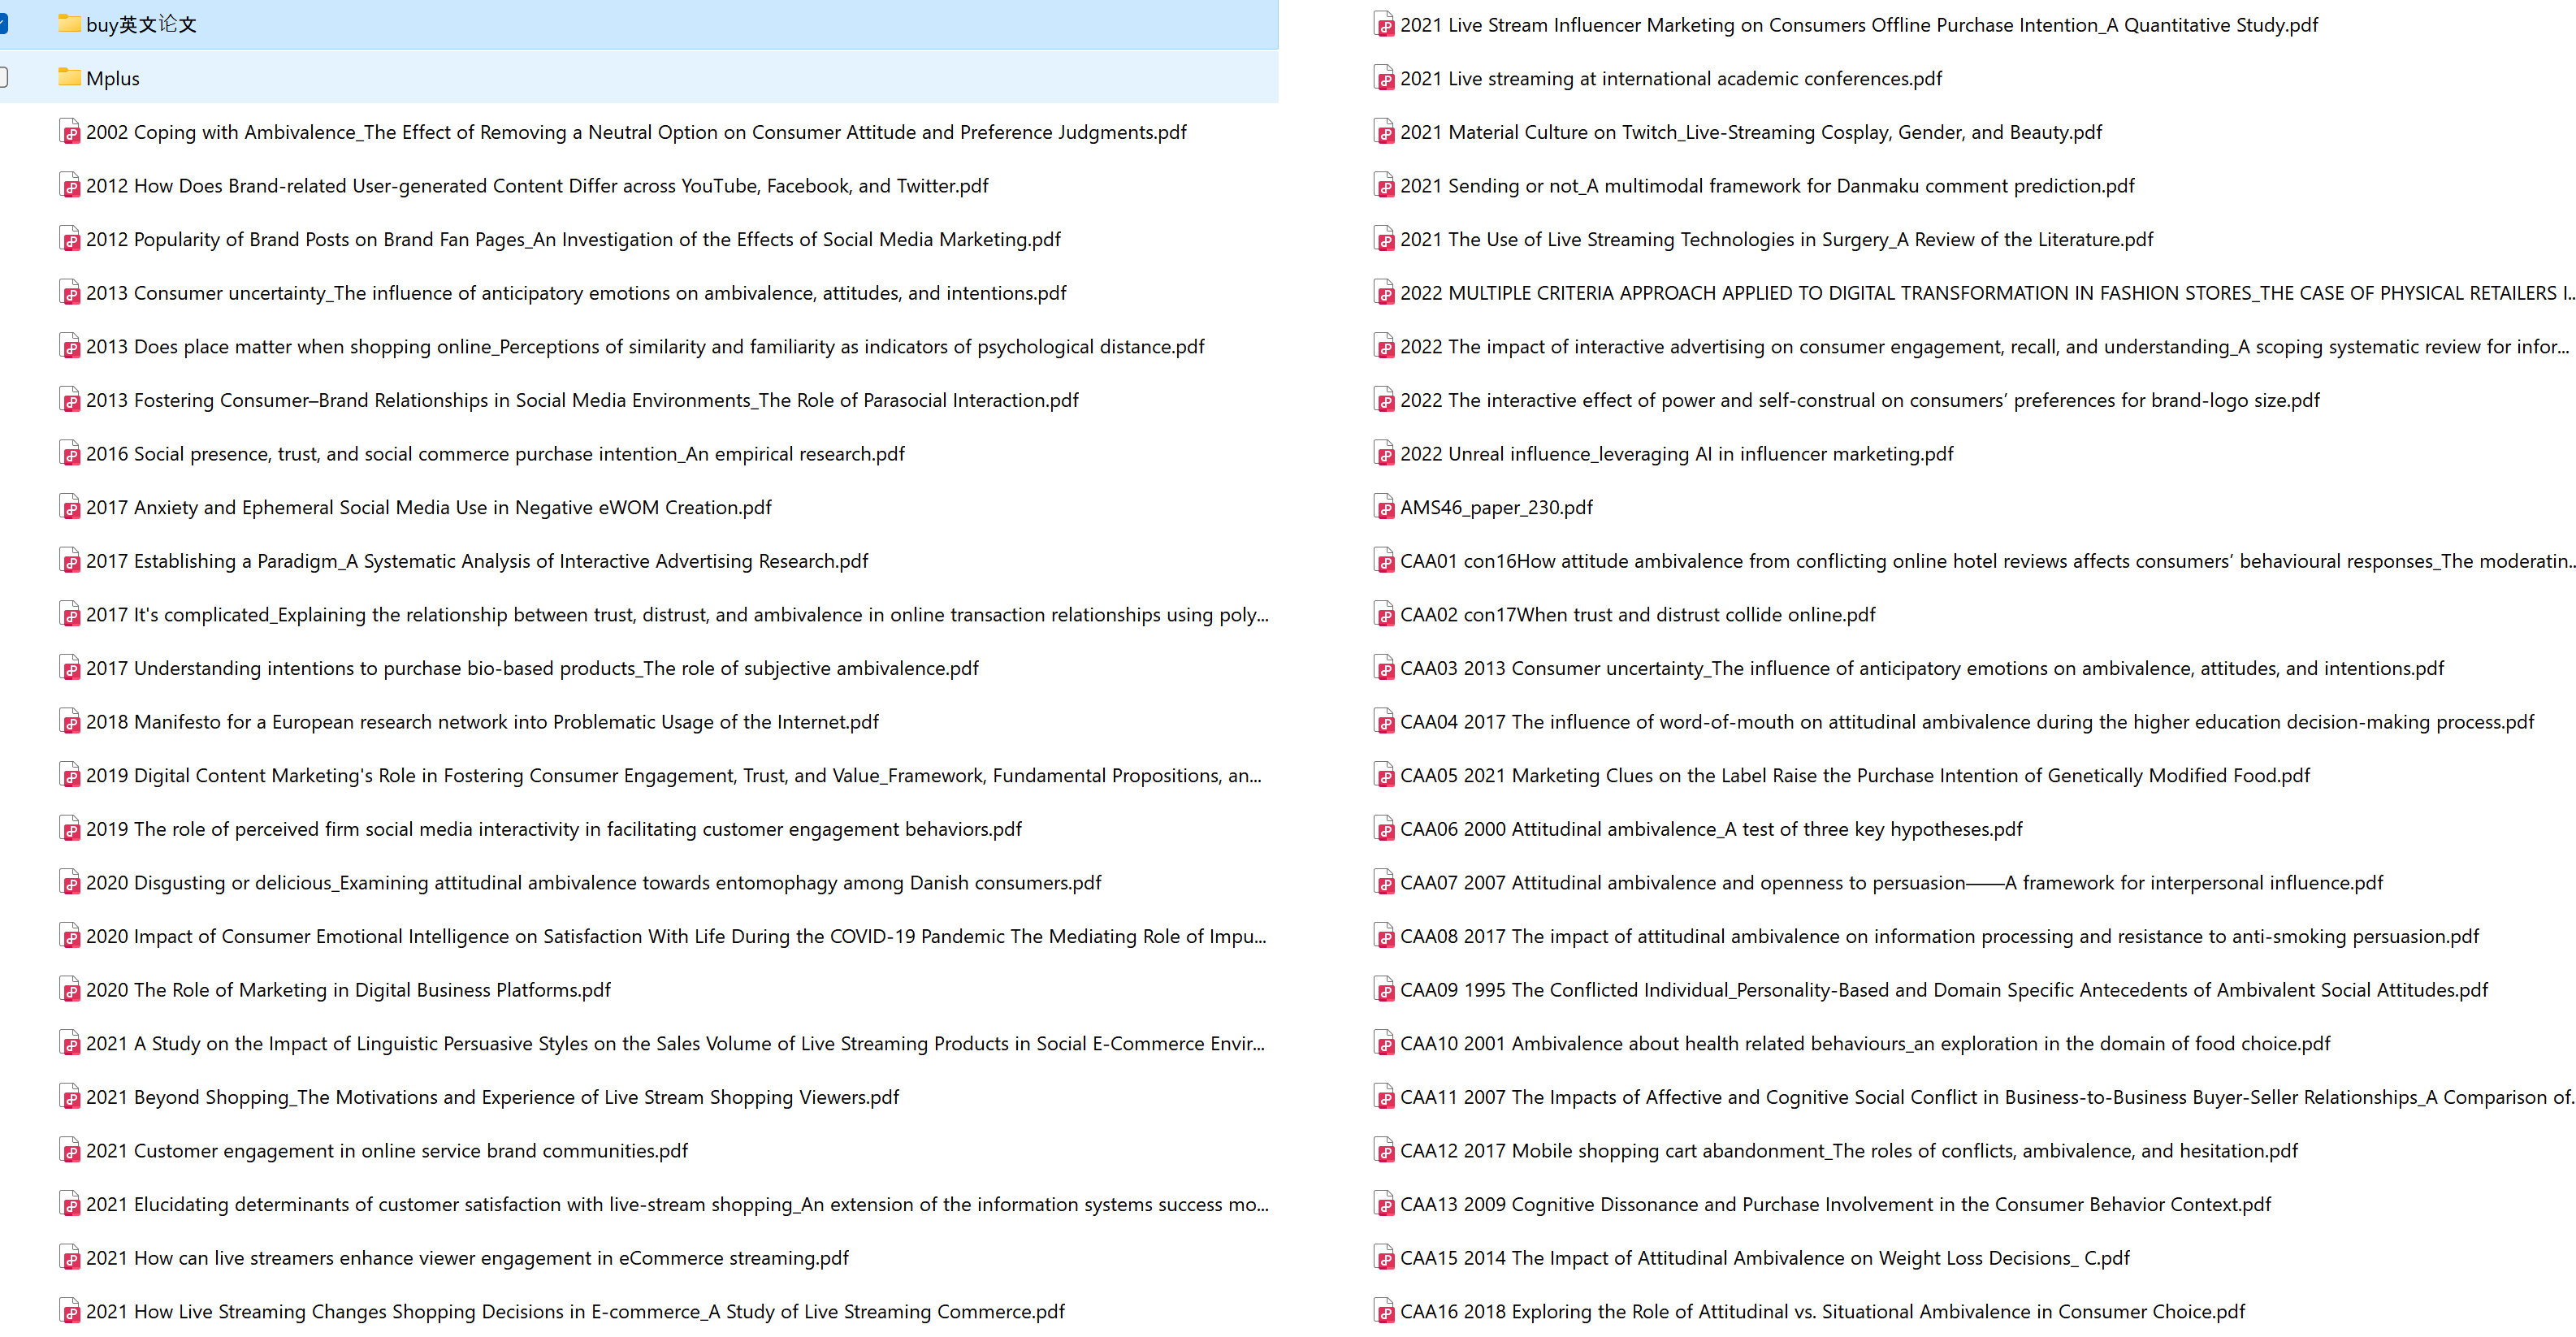 buy英文论文
Mplus
2002 Coping with Ambivalence_The Effect of Removing a Neutral Option on Consumer Attitude and Preference Judgments.pdf
2012 How Does Brand-related User-generated Content Differ across YouTube, Facebook, and Twitter.pdf
2012 Popularity of Brand Posts on Brand Fan Pages_An Investigation of the Effects of Social Media Marketing.pdf
2013 Consumer uncertainty_The influence of anticipatory emotions on ambivalence, attitudes, and intentions.pdf
2013 Does place matter when shopping online_Perceptions of similarity and familiarity as indicators of psychological distance.pdf
2013 Fostering Consumer–Brand Relationships in Social Media Environments_The Role of Parasocial Interaction.pdf
2016 Social presence, trust, and social commerce purchase intention_An empirical research.pdf
2017 Anxiety and Ephemeral Social Media Use in Negative eWOM Creation.pdf
2017 Establishing a Paradigm_A Systematic Analysis of Interactive Advertising Research.pdf
2017 It's complicated_Explaining the relationship between trust, distrust, and ambivalence in online transaction relationships using poly...
2017 Understanding intentions to purchase bio-based products_The role of subjective ambivalence.pdf
2018 Manifesto for a European research network into Problematic Usage of the Internet.pdf
2019 Digital Content Marketing's Role in Fostering Consumer Engagement, Trust, and Value_Framework, Fundamental Propositions, an...
2019 The role of perceived firm social media interactivity in facilitating customer engagement behaviors.pdf
2020 Disgusting or delicious_Examining attitudinal ambivalence towards entomophagy among Danish consumers.pdf
2020 Impact of Consumer Emotional Intelligence on Satisfaction With Life During the COVID-19 Pandemic The Mediating Role of Impu...
2020 The Role of Marketing in Digital Business Platforms.pdf
2021 A Study on the Impact of Linguistic Persuasive Styles on the Sales Volume of Live Streaming Products in Social E-Commerce Envir...
2021 Beyond Shopping_The Motivations and Experience of Live Stream Shopping Viewers.pdf
2021 Customer engagement in online service brand communities.pdf
2021 Elucidating determinants of customer satisfaction with live-stream shopping_An extension of the information systems success mo...
2021 How can live streamers enhance viewer engagement in eCommerce streaming.pdf
2021 How Live Streaming Changes Shopping Decisions in E-commerce_A Study of Live Streaming Commerce.pdf
2021 Live Stream Influencer Marketing on Consumers Offline Purchase Intention_A Quantitative Study.pdf
2021 Live streaming at international academic conferences.pdf
2021 Material Culture on Twitch_Live-Streaming Cosplay, Gender, and Beauty.pdf
2021 Sending or not_A multimodal framework for Danmaku comment prediction.pdf
2021 The Use of Live Streaming Technologies in Surgery_A Review of the Literature.pdf
2022 MULTIPLE CRITERIA APPROACH APPLIED TO DIGITAL TRANSFORMATION IN FASHION STORES_THE CASE OF PHYSICAL RETAILERS I...
2022 The impact of interactive advertising on consumer engagement, recall, and understanding_A scoping systematic review for infor...
2022 The interactive effect of power and self-construal on consumers’ preferences for brand-logo size.pdf
2022 Unreal influence_leveraging AI in influencer marketing.pdf
AMS46_paper_230.pdf
CAA01 con16How attitude ambivalence from conflicting online hotel reviews affects consumers’ behavioural responses_The moderatin...
CAA02 con17When trust and distrust collide online.pdf
CAA03 2013 Consumer uncertainty_The influence of anticipatory emotions on ambivalence, attitudes, and intentions.pdf
CAA04 2017 The influence of word-of-mouth on attitudinal ambivalence during the higher education decision-making process.pdf
CAA05 2021 Marketing Clues on the Label Raise the Purchase Intention of Genetically Modified Food.pdf
CAA06 2000 Attitudinal ambivalence_A test of three key hypotheses.pdf
CAA07 2007 Attitudinal ambivalence and openness to persuasion——A framework for interpersonal influence.pdf
CAA08 2017 The impact of attitudinal ambivalence on information processing and resistance to anti-smoking persuasion.pdf
CAA09 1995 The Conflicted Individual_Personality-Based and Domain Specific Antecedents of Ambivalent Social Attitudes.pdf
CAA10 2001 Ambivalence about health related behaviours_an exploration in the domain of food choice.pdf
CAA11 2007 The Impacts of Affective and Cognitive Social Conflict in Business-to-Business Buyer-Seller Relationships_A Comparison of...
CAA12 2017 Mobile shopping cart abandonment_The roles of conflicts, ambivalence, and hesitation.pdf
CAA13 2009 Cognitive Dissonance and Purchase Involvement in the Consumer Behavior Context.pdf
CAA15 2014 The Impact of Attitudinal Ambivalence on Weight Loss Decisions_ C.pdf
CAA16 2018 Exploring the Role of Attitudinal vs. Situational Ambivalence in Consumer Choice.pdf